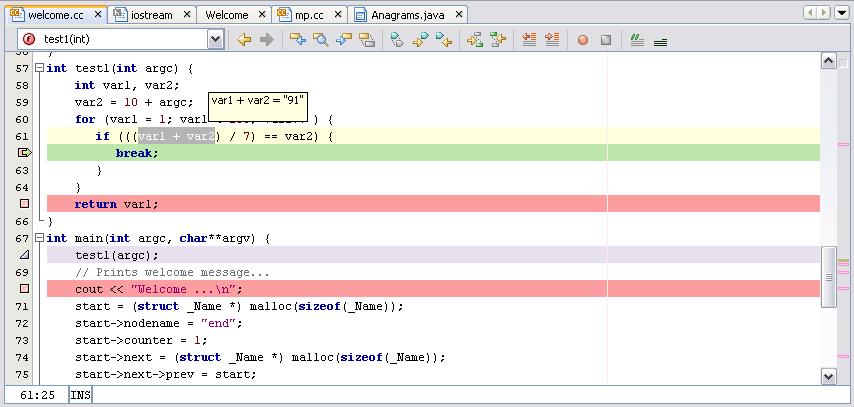 welcome.cc iostream Welcome mp.cc Anagrams.java
test1(int)
57 int test1(int argc) {
58 int var1, var2;
59 var2 = 10 + argc;
var1 + var2 = "91"
60 for (var1 = 1; ) {
61 if (((var1 + var2) / 7) == var2) {
break;
63 }
64 }
return var1;
66 }
67 int main(int argc, char**argv) {
test1(argc);
69 // Prints welcome message...
cout << "Welcome ...\n";
71 start = (struct _Name *) malloc(sizeof(_Name));
72 start->nodename = "end";
73 start->counter = 1;
74 start->next = (struct _Name *) malloc(sizeof(_Name));
75 start->next->prev = start;
61:25 INS